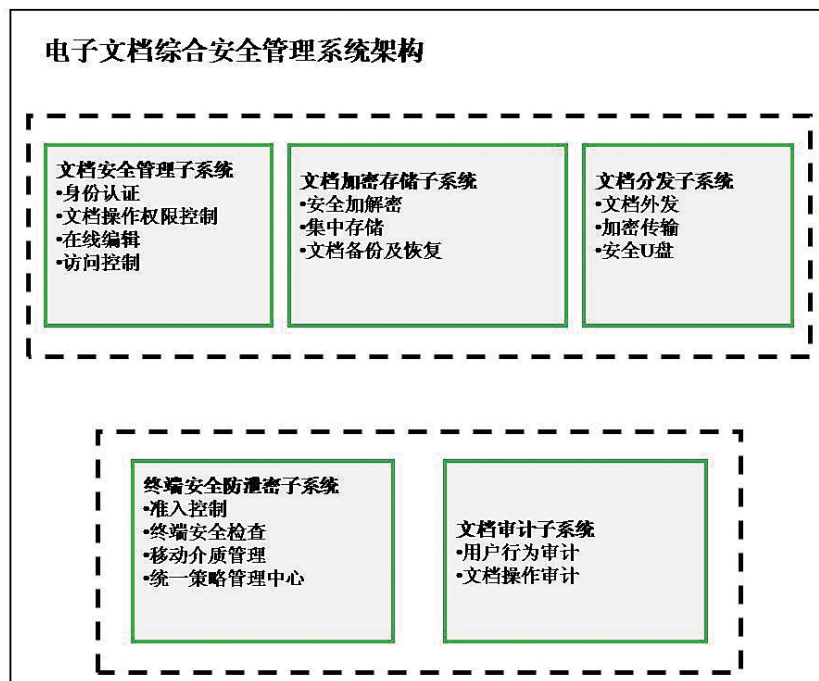 电子文档综合安全管理系统架构
文档安全管理子系统
•身份认证
•文档操作权限控制
•在线编辑
•访问控制
文档加密存储子系统
•安全加解密
•集中存储
•文档备份及恢复
文档分发子系统
•文档外发
•加密传输
•安全U盘
终端安全防泄密子系统
•准入控制
•终端安全检查
•移动介质管理
•统一策略管理中心
文档审计子系统
•用户行为审计
•文档操作审计